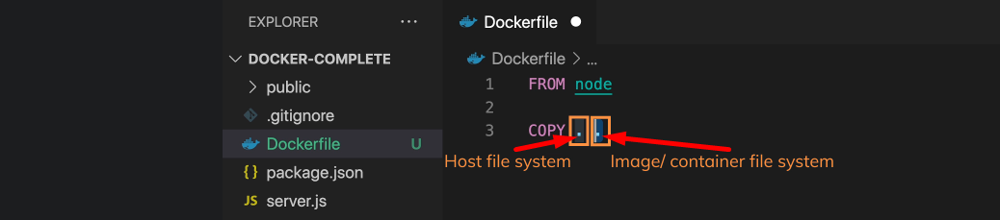 EXPLORER ...
DOCKER-COMPLETE
public
.gitignore
Dockerfile U
{} package.json
JS server.js
Dockerfile
Dockerfile > ...
1 FROM node
2
3 COPY . .
Host file system
Image/ container file system